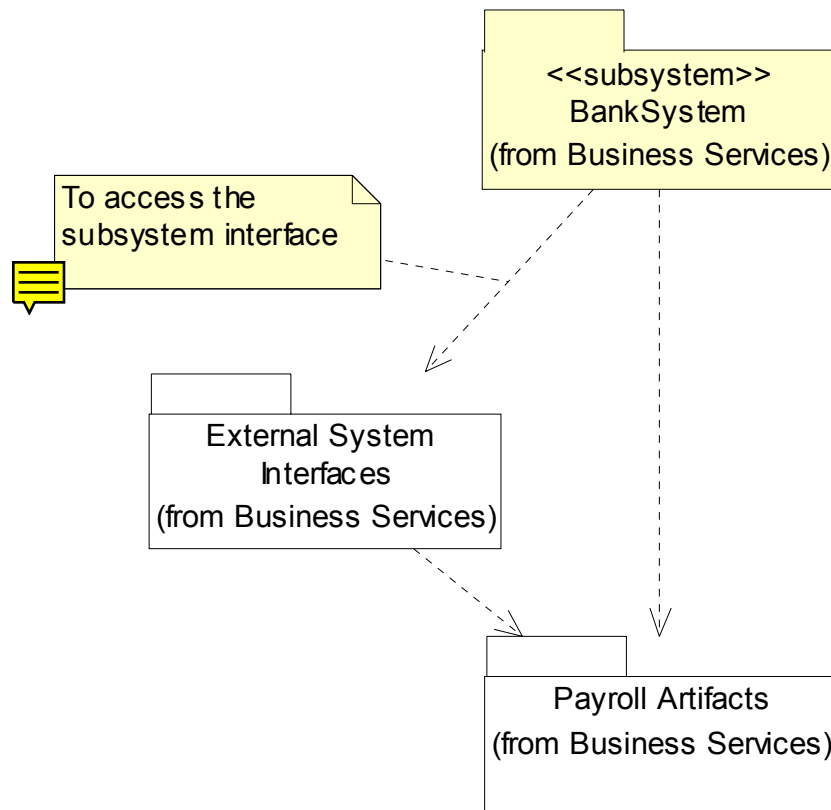 <<subsystem>>
BankSystem
(from Business Services)
To access the
subsystem interface
External System
Interfaces
(from Business Services)
Payroll Artifacts
(from Business Services)